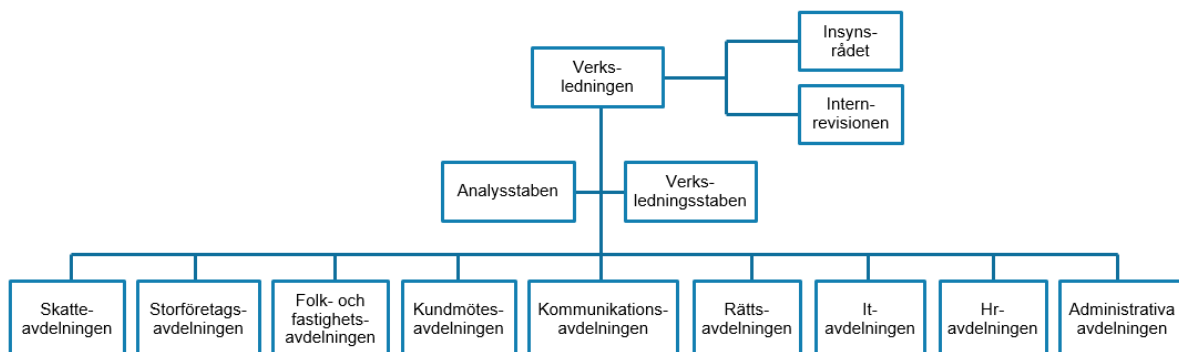 Insyns-
rådet
Verks-
ledningen
Intern-
revisionen
Analysstaben
Verks-
ledningsstaben
Skatte-
avdelningen
Storföretags-
avdelningen
Folk- och
fastighets-
avdelningen
Kundmötes-
avdelningen
Kommunikations-
avdelningen
Rätts-
avdelningen
It-
avdelningen
Hr-
avdelningen
Administrativa
avdelningen